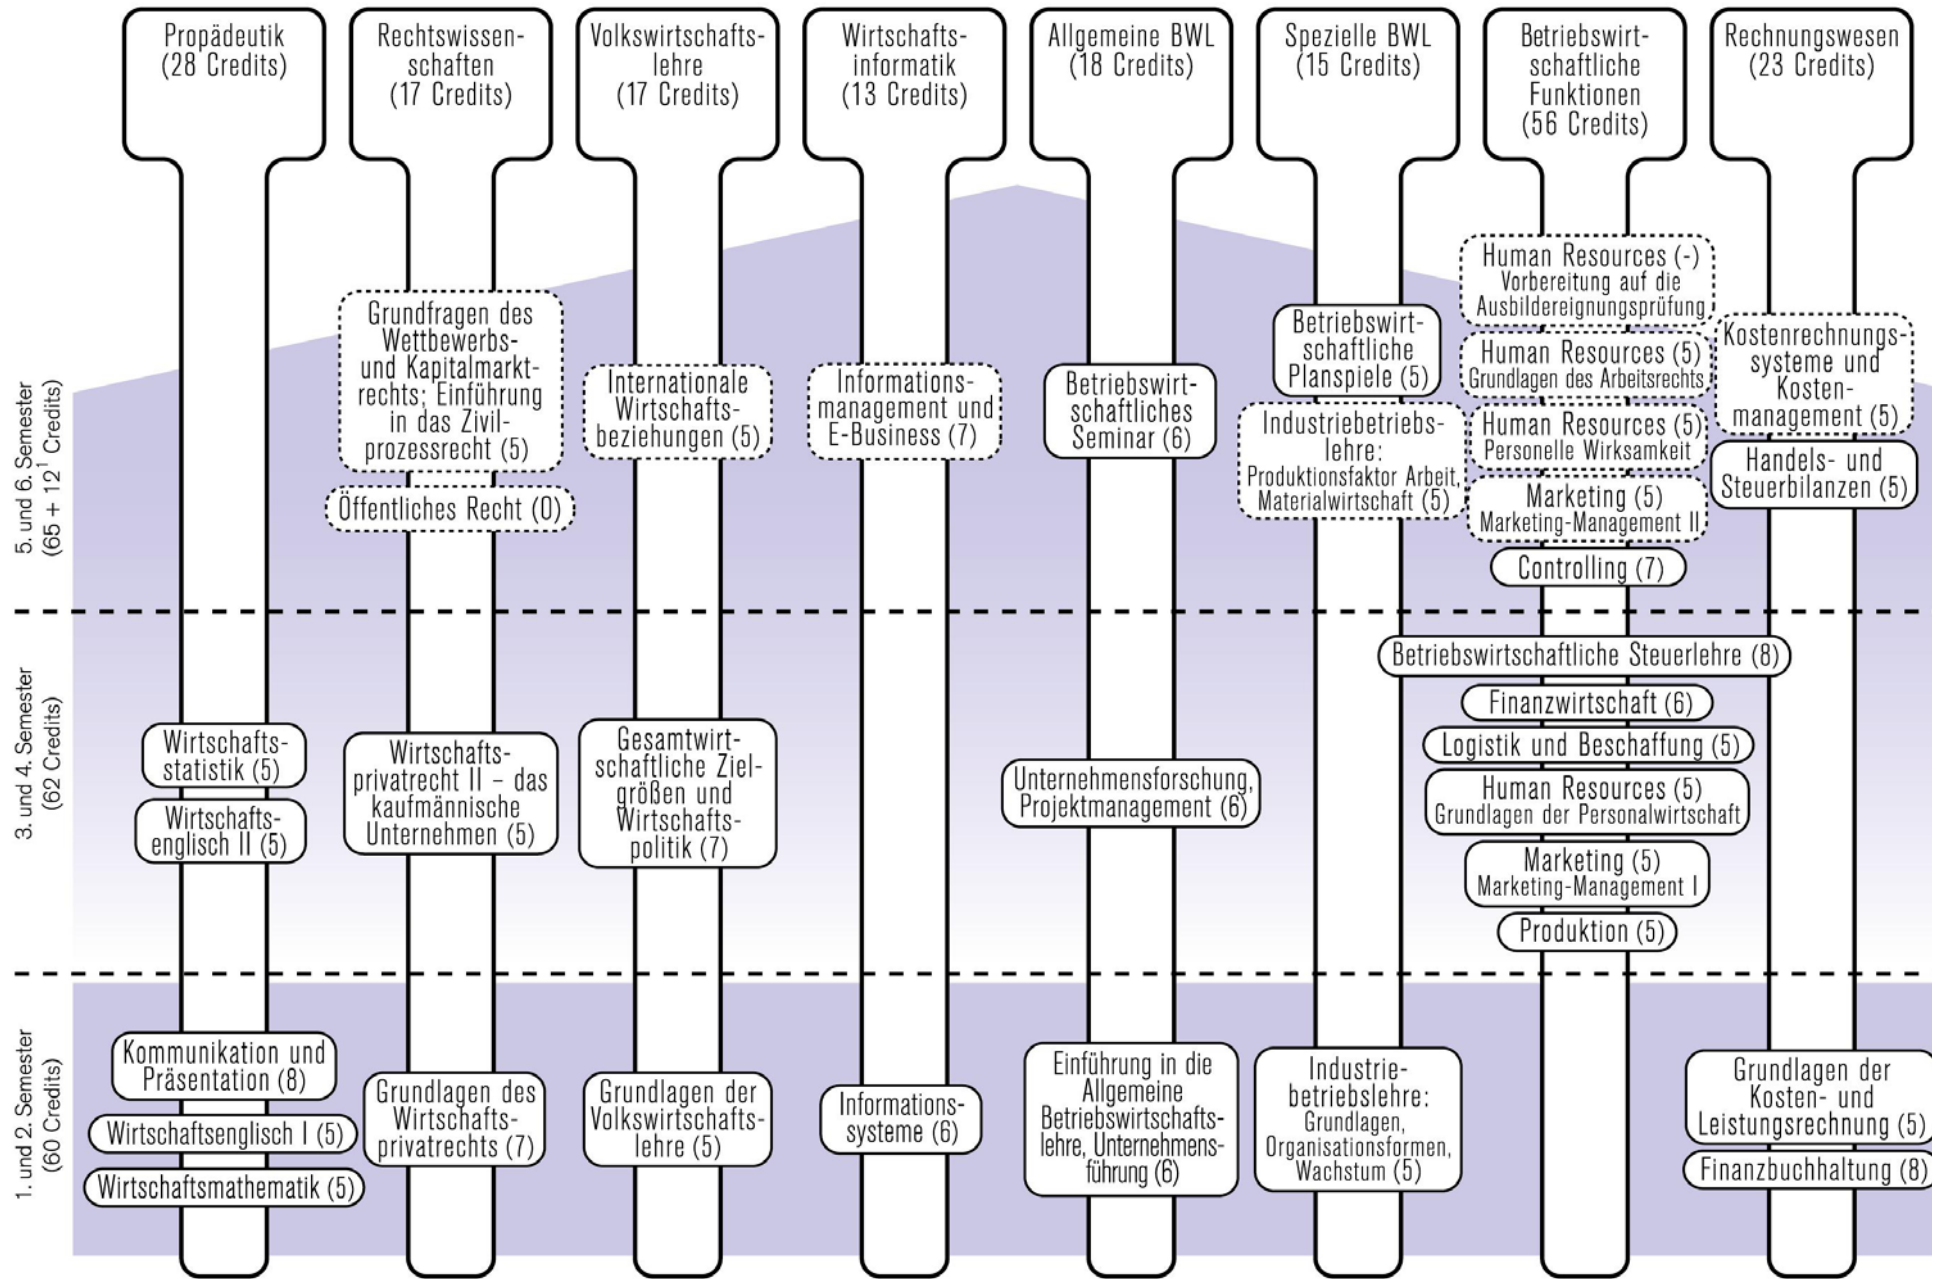 Propädeutik
(28 Credits)
Rechtswissen-
schaften
(17 Credits)
Volkswirtschafts-
lehre
(17 Credits)
Wirtschafts-
informatik
(13 Credits)
Allgemeine BWL
(18 Credits)
Spezielle BWL
(15 Credits)
Betriebswirt-
schaftliche
Funktionen
(56 Credits)
Rechnungswesen
(23 Credits)
5. und 6. Semester
(65 + 12¹ Credits)
Grundfragen des
Wettbewerbs-
und Kapitalmarkt-
rechts; Einführung
in das Zivil-
prozessrecht (5)
Öffentliches Recht (0)
Internationale
Wirtschafts-
beziehungen (5)
Informations-
management und
E-Business (7)
Betriebswirt-
schaftliches
Seminar (6)
Betriebswirt-
schaftliche
Planspiele (5)
Industriebetriebs-
lehre:
Produktionsfaktor Arbeit,
Materialwirtschaft (5)
Human Resources (-)
Vorbereitung auf die
Ausbildereignungsprüfung
Human Resources (5)
Grundlagen des Arbeitsrechts
Human Resources (5)
Personelle Wirksamkeit
Marketing (5)
Marketing-Management II
Controlling (7)
Kostenrechnungs-
systeme und
Kosten-
management (5)
Handels- und
Steuerbilanzen (5)
3. und 4. Semester
(62 Credits)
Wirtschafts-
statistik (5)
Wirtschafts-
englisch II (5)
Wirtschafts-
privatrecht II – das
kaufmännische
Unternehmen (5)
Gesamtwirt-
schaftliche Ziel-
größen und
Wirtschafts-
politik (7)
Unternehmensforschung,
Projektmanagement (6)
Betriebswirtschaftliche Steuerlehre (8)
Finanzwirtschaft (6)
Logistik und Beschaffung (5)
Human Resources (5)
Grundlagen der Personalwirtschaft
Marketing (5)
Marketing-Management I
Produktion (5)
1. und 2. Semester
(60 Credits)
Kommunikation und
Präsentation (8)
Wirtschaftsenglisch I (5)
Wirtschaftsmathematik (5)
Grundlagen des
Wirtschafts-
privatrechts (7)
Grundlagen der
Volkswirtschafts-
lehre (5)
Informations-
systeme (6)
Einführung in die
Allgemeine
Betriebswirtschafts-
lehre, Unternehmens-
führung (6)
Industrie-
betriebslehre:
Grundlagen,
Organisationsformen,
Wachstum (5)
Grundlagen der
Kosten- und
Leistungsrechnung (5)
Finanzbuchhaltung (8)